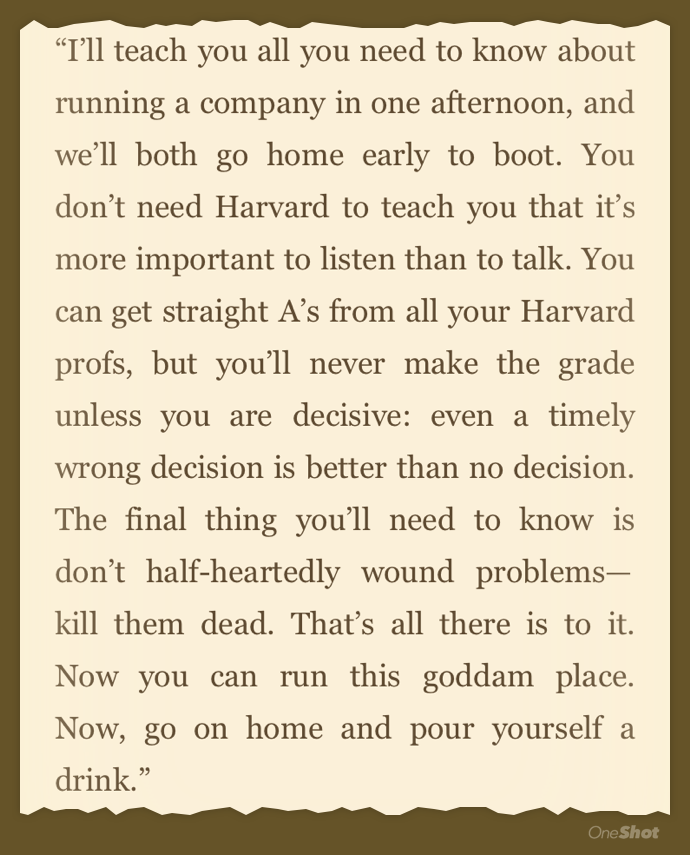 “I’ll teach you all you need to know about
running a company in one afternoon, and
we’ll both go home early to boot. You
don’t need Harvard to teach you that it’s
more important to listen than to talk. You
can get straight A’s from all your Harvard
profs, but you’ll never make the grade
unless you are decisive: even a timely
wrong decision is better than no decision.
The final thing you’ll need to know is
don’t half-heartedly wound problems—
kill them dead. That’s all there is to it.
Now you can run this goddam place.
Now, go on home and pour yourself a
drink.”
OneShot